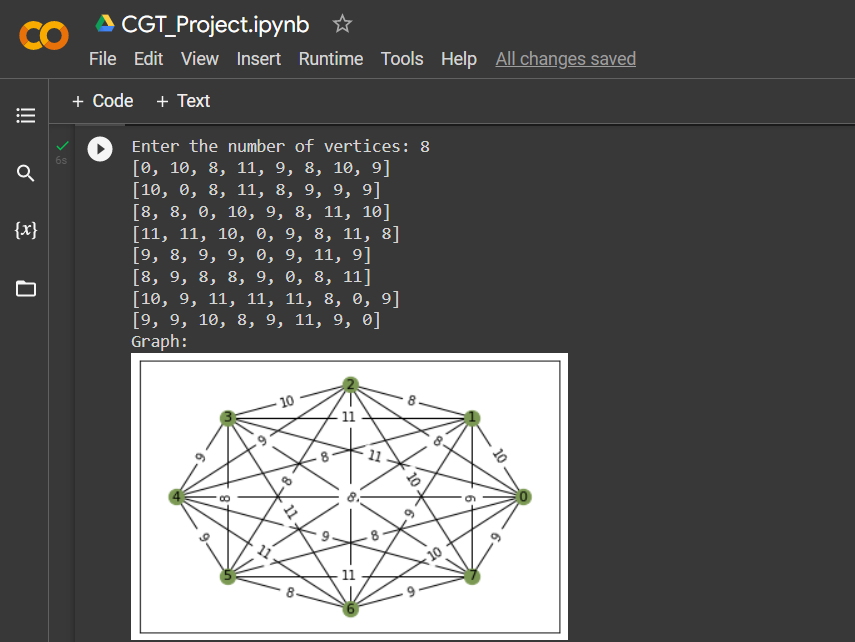 CGT_Project.ipynb
File Edit View Insert Runtime Tools Help All changes saved
+ Code + Text
{x}
6s
Enter the number of vertices: 8
[0, 10, 8, 11, 9, 8, 10, 9]
[10, 0, 8, 11, 8, 9, 9, 9]
[8, 8, 0, 10, 9, 8, 11, 10]
[11, 11, 10, 0, 9, 8, 11, 8]
[9, 8, 9, 9, 0, 9, 11, 9]
[8, 9, 8, 8, 9, 0, 8, 11]
[10, 9, 11, 11, 11, 8, 0, 9]
[9, 9, 10, 8, 9, 11, 9, 0]
Graph:
2
10 8
3 11 1
9 8
9 8 11 10
8 10
4 8 8 9 0
11 9
9 9 8 9
11 10
5 11 7
8 9
6